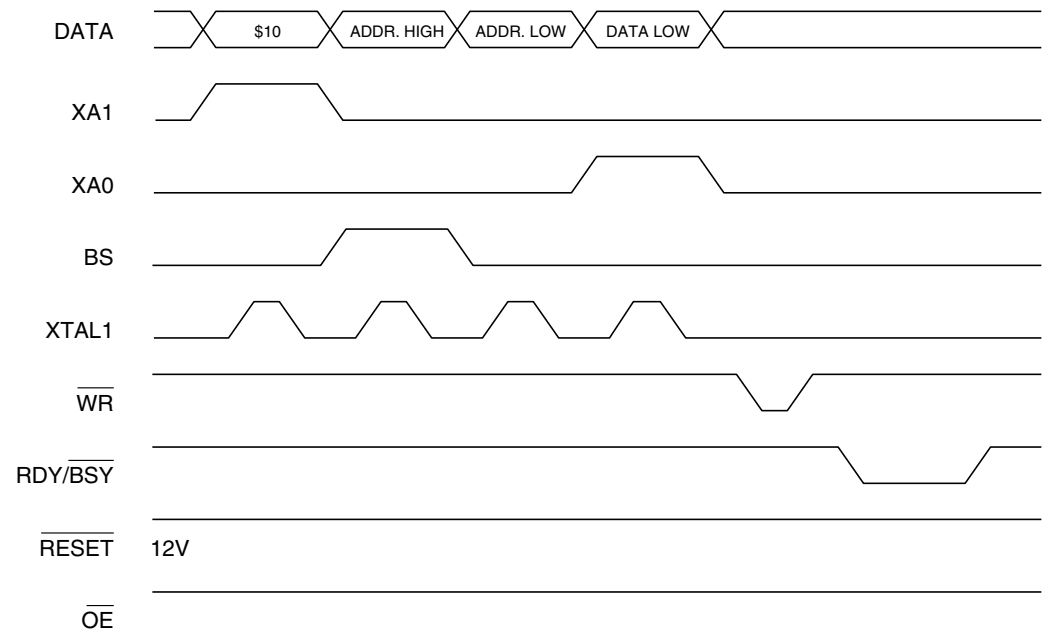 DATA $10 ADDR. HIGH ADDR. LOW DATA LOW
XA1
XA0
BS
XTAL1
WR
RDY/BSY
RESET 12V
OE